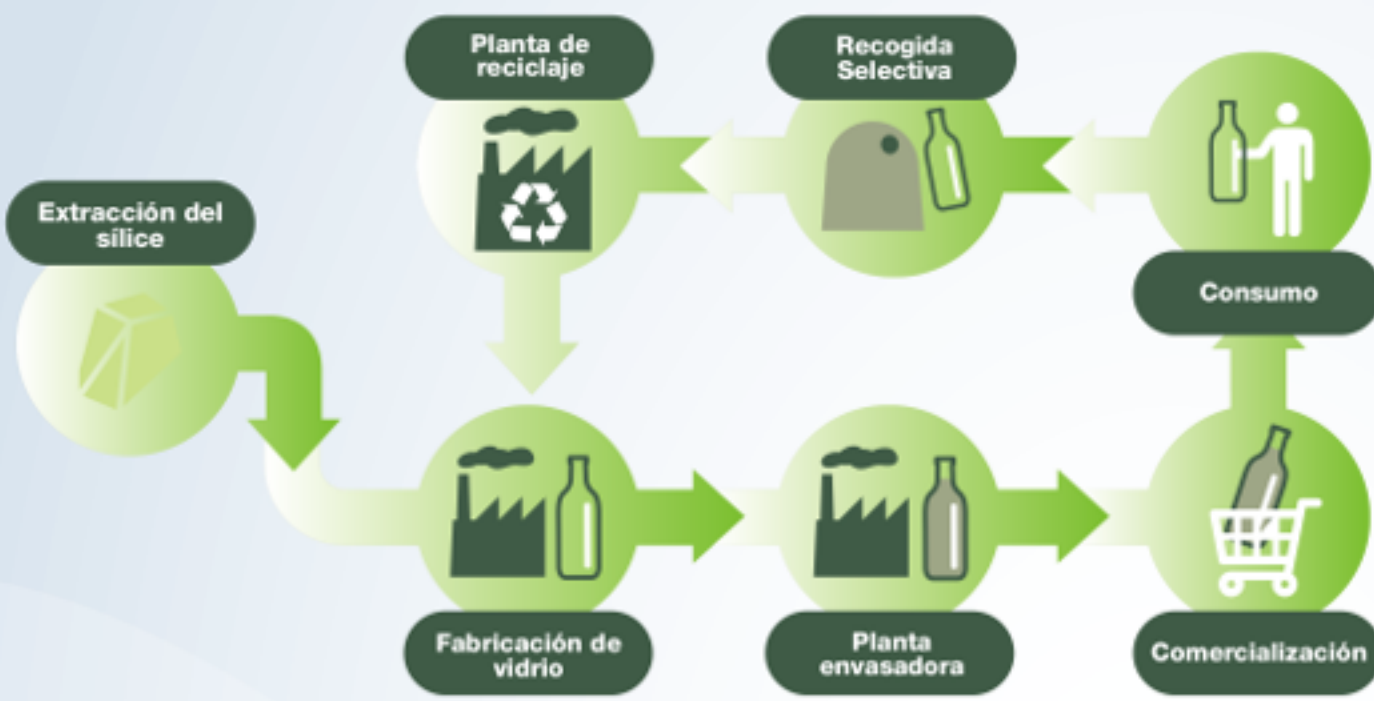 Planta de
reciclaje
Recogida
Selectiva
Extracción del
sílice
Consumo
Fabricación de
vidrio
Planta
envasadora
Comercialización